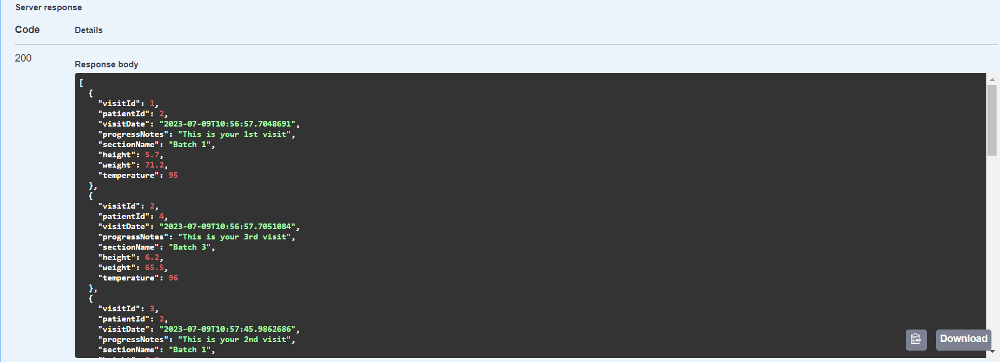 Server response
Code Details
200
Response body
[
  {
    "visitId": 1,
    "patientId": 2,
    "visitDate": "2023-07-09T10:56:57.7048691",
    "progressNotes": "This is your 1st visit",
    "sectionName": "Batch 1",
    "height": 5.7,
    "weight": 71.2,
    "temperature": 95
  },
  {
    "visitId": 2,
    "patientId": 4,
    "visitDate": "2023-07-09T10:56:57.7051084",
    "progressNotes": "This is your 3rd visit",
    "sectionName": "Batch 3",
    "height": 6.2,
    "weight": 65.5,
    "temperature": 96
  },
  {
    "visitId": 3,
    "patientId": 2,
    "visitDate": "2023-07-09T10:57:45.9862686",
    "progressNotes": "This is your 2nd visit",
    "sectionName": "Batch 1",
Download